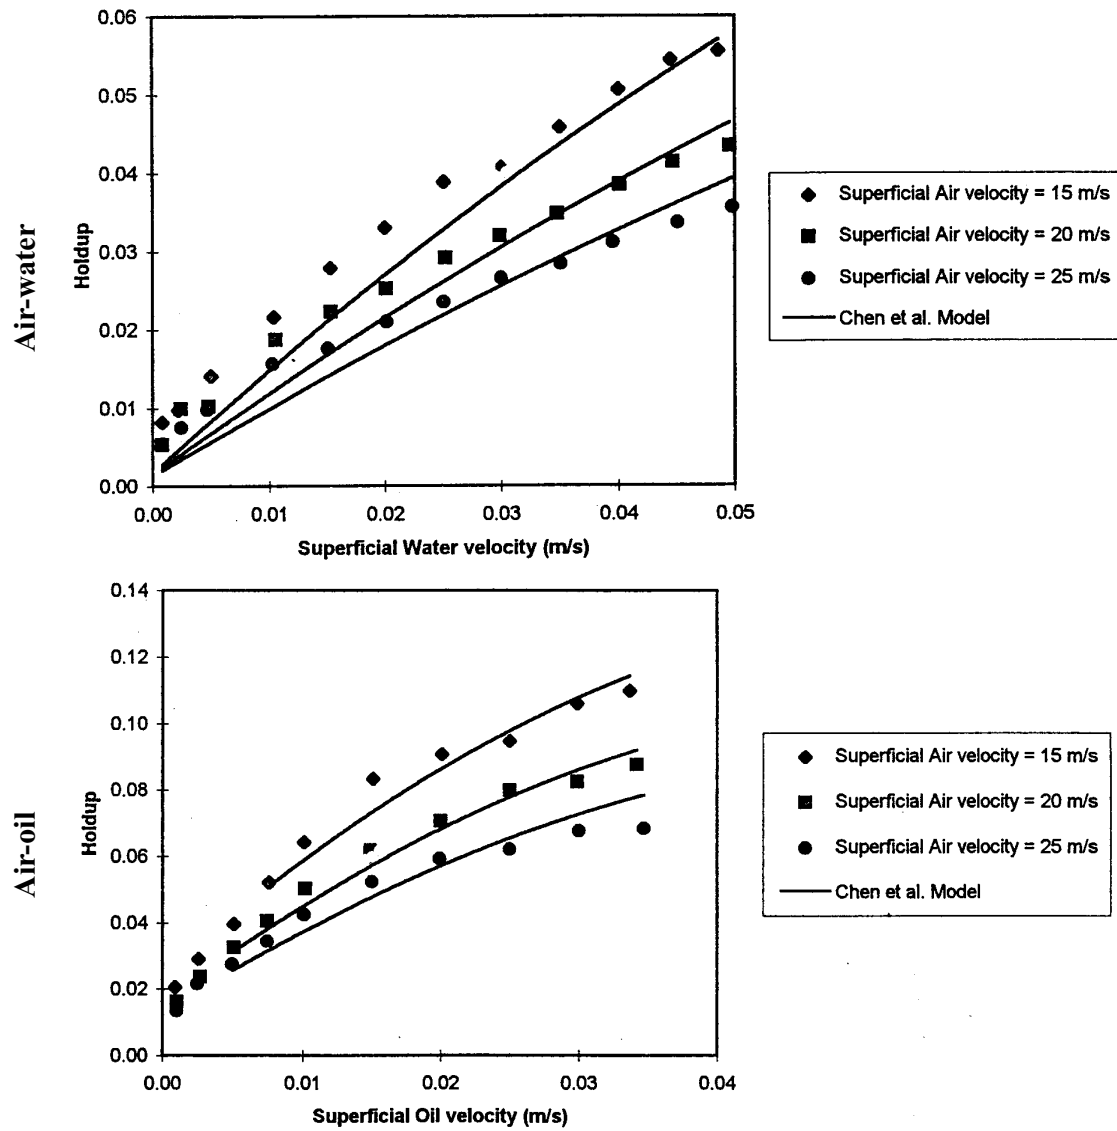 Air-water
Holdup
0.06
0.05
0.04
0.03
0.02
0.01
0.00
0.00 0.01 0.02 0.03 0.04 0.05
Superficial Water velocity (m/s)
Superficial Air velocity = 15 m/s
Superficial Air velocity = 20 m/s
Superficial Air velocity = 25 m/s
Chen et al. Model
Air-oil
Holdup
0.14
0.12
0.10
0.08
0.06
0.04
0.02
0.00
0.00 0.01 0.02 0.03 0.04
Superficial Oil velocity (m/s)
Superficial Air velocity = 15 m/s
Superficial Air velocity = 20 m/s
Superficial Air velocity = 25 m/s
Chen et al. Model